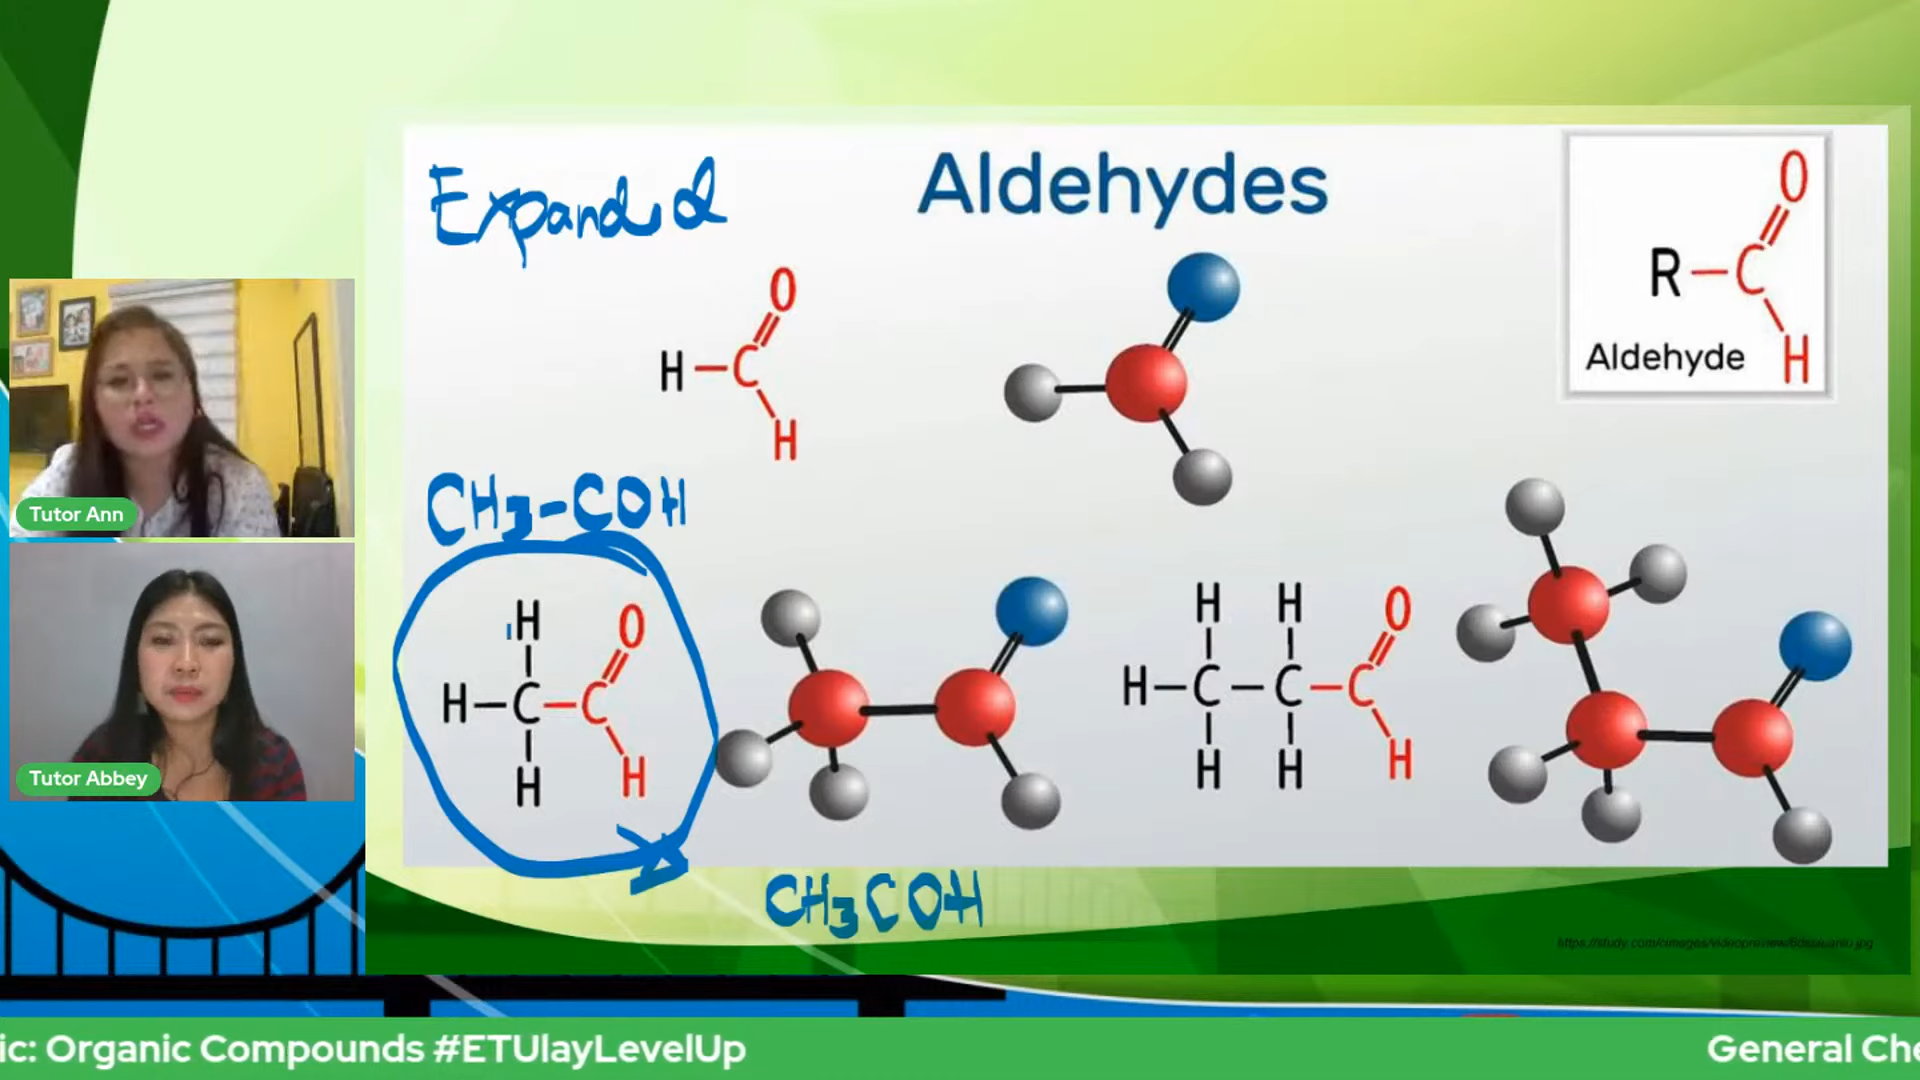 Expanded
Aldehydes
O
R
C
Aldehyde
H
O
H
C
H
CH3-COH
H
O
H
C
C
H
H
H
H
O
H
C
C
C
H
H
H
CH3COH
Tutor Ann
Tutor Abbey
ic: Organic Compounds #ETUlayLevelUp
General Che